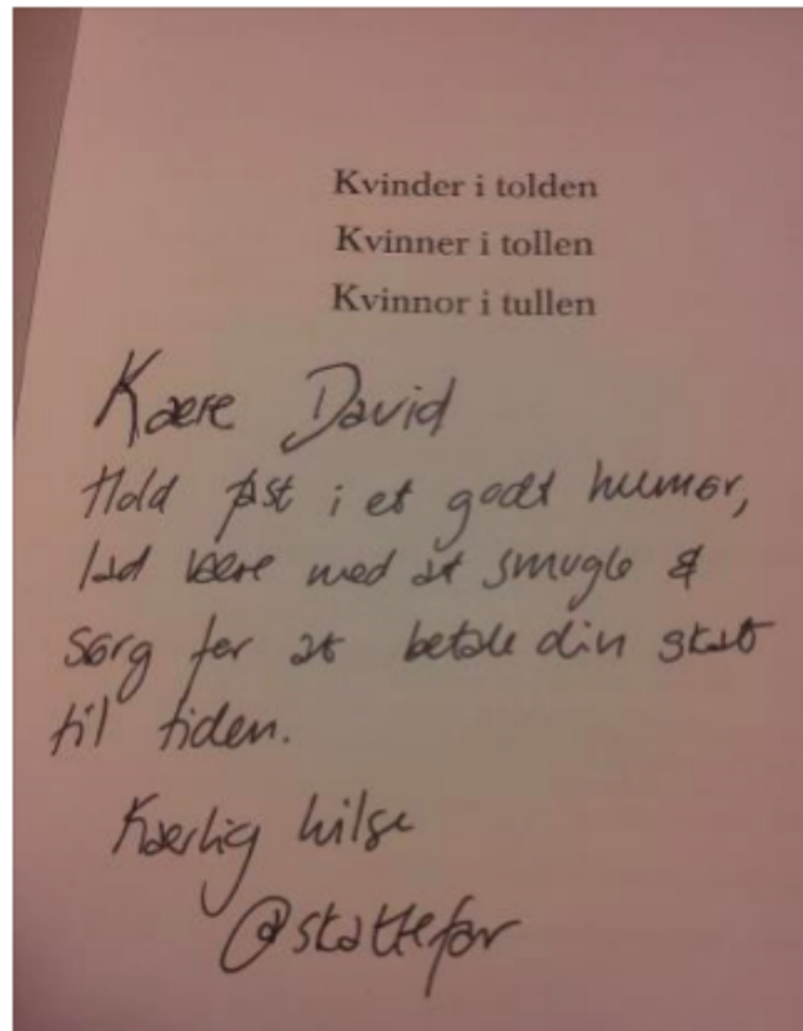 Kvinder i tolden
Kvinner i tollen
Kvinnor i tullen
Kære David
Hold fast i et godt humør,
lad være med at smugle &
sørg for at betale din skat
til tiden.
Kærlig hilse
@skattefar